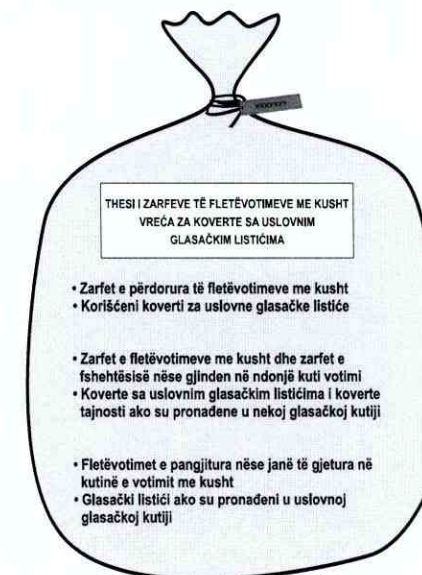 THESI I ZARFEVE TË FLETËVOTIMEVE ME KUSHT
VREĆA ZA KOVERTE SA USLOVNIM
GLASAČKIM LISTIĆIMA
• Zarfet e përdorura të fletëvotimeve me kusht
• Korišćeni koverti za uslovne glasačke listiće
• Zarfet e fletëvotimeve me kusht dhe zarfet e
fshehtësisë nëse gjinden në ndonjë kuti votimi
• Koverte sa uslovnim glasačkim listićima i koverte
tajnosti ako su pronađene u nekoj glasačkoj kutiji
• Fletëvotimet e pangjitura nëse janë të gjetura në
kutinë e votimit me kusht
• Glasački listići ako su pronađeni u uslovnoj
glasačkoj kutiji